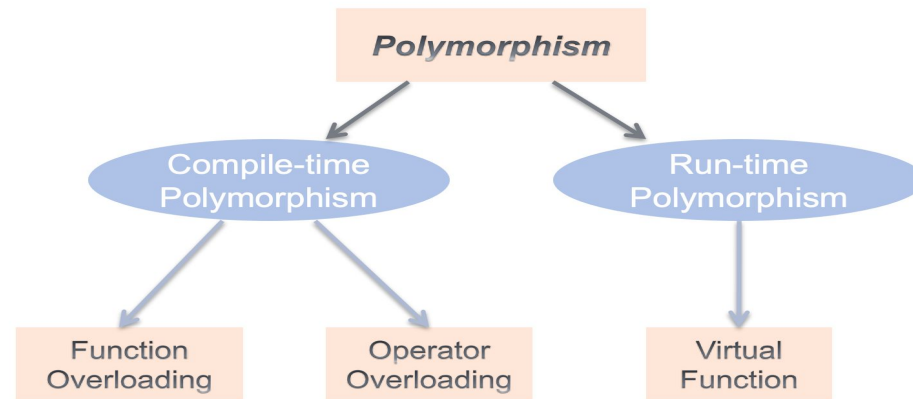 Polymorphism
Compile-time
Polymorphism
Run-time
Polymorphism
Function
Overloading
Operator
Overloading
Virtual
Function